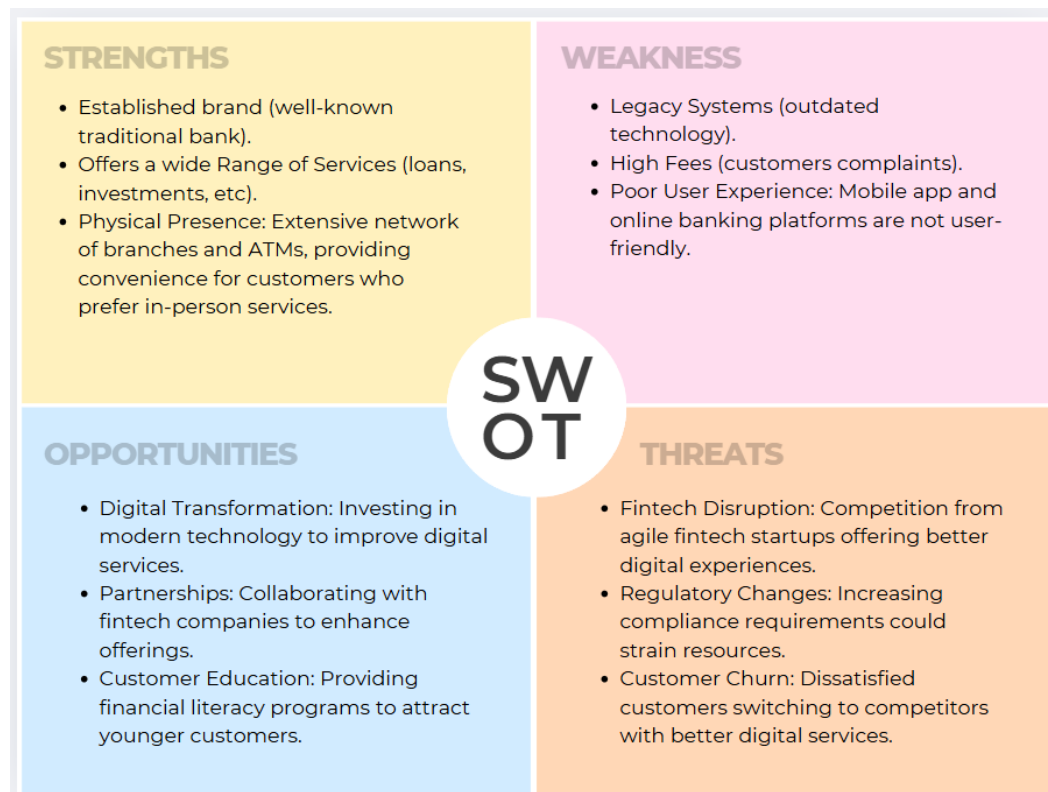 STRENGTHS
• Established brand (well-known
traditional bank).
• Offers a wide Range of Services (loans,
investments, etc).
• Physical Presence: Extensive network
of branches and ATMs, providing
convenience for customers who
prefer in-person services.
WEAKNESS
• Legacy Systems (outdated
technology).
• High Fees (customers complaints).
• Poor User Experience: Mobile app and
online banking platforms are not user-
friendly.
SW
OT
OPPORTUNITIES
• Digital Transformation: Investing in
modern technology to improve digital
services.
• Partnerships: Collaborating with
fintech companies to enhance
offerings.
• Customer Education: Providing
financial literacy programs to attract
younger customers.
THREATS
• Fintech Disruption: Competition from
agile fintech startups offering better
digital experiences.
• Regulatory Changes: Increasing
compliance requirements could
strain resources.
• Customer Churn: Dissatisfied
customers switching to competitors
with better digital services.